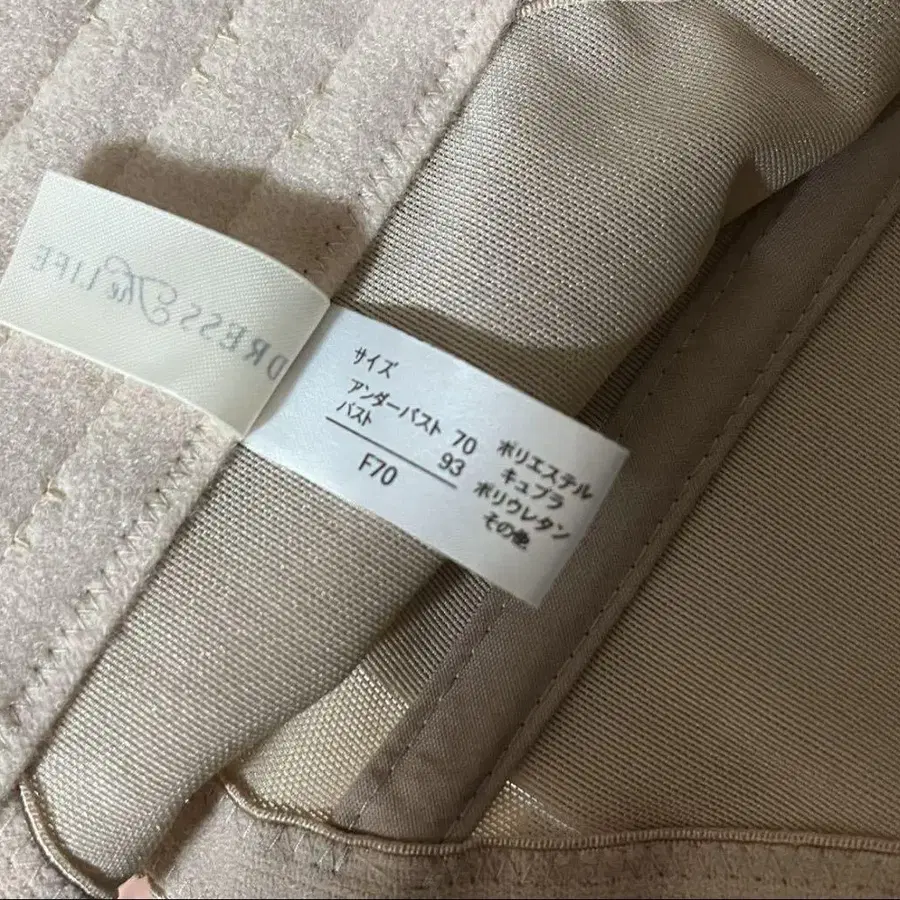 DRESS & The LIFE
サイズ
アンダーバスト 70
バスト 93
F70
ポリエステル
キュプラ
ポリウレタン
その他